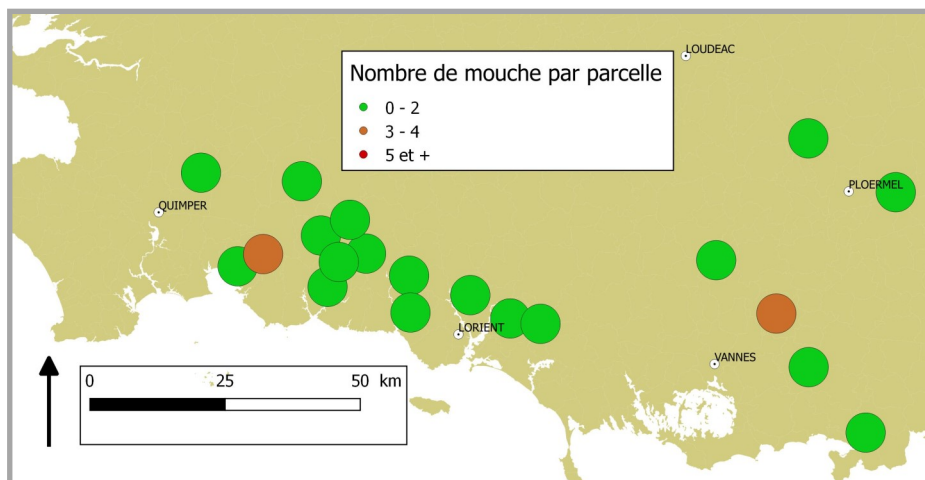 LOUDEAC
Nombre de mouche par parcelle
0 - 2
3 - 4
5 et +
PLOERMEL
QUIMPER
LORIENT
VANNES
0 25 50 km